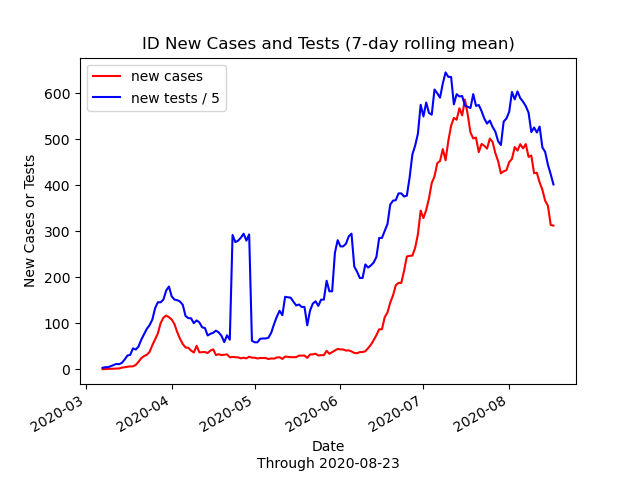 ID New Cases and Tests (7-day rolling mean)
new cases
new tests / 5
New Cases or Tests
600
500
400
300
200
100
0
2020-03
2020-04
2020-05
2020-06
2020-07
2020-08
Date
Through 2020-08-23